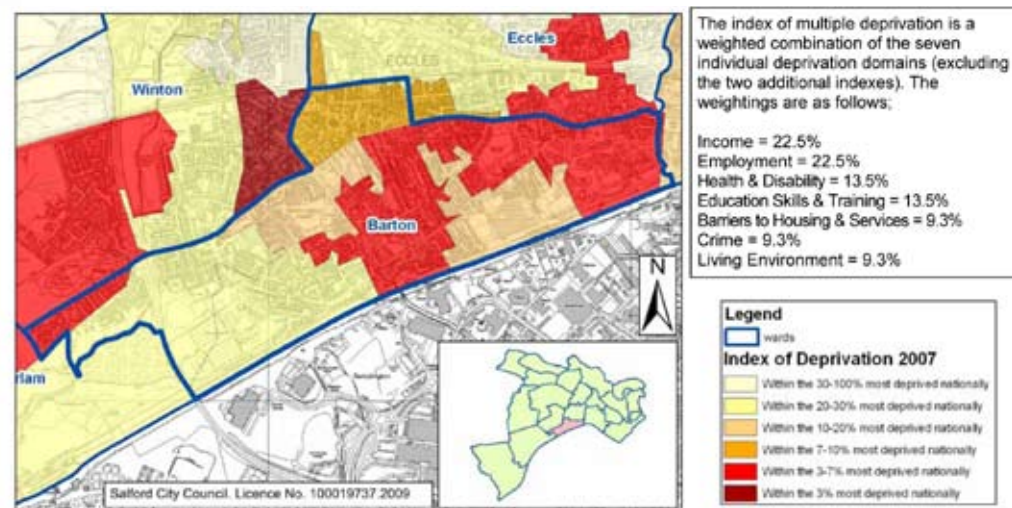 Eccles
ECCLES
Winton
Barton
rlam
N
Salford City Council. Licence No. 100019737.2009
The index of multiple deprivation is a
weighted combination of the seven
individual deprivation domains (excluding
the two additional indexes). The
weightings are as follows;
Income = 22.5%
Employment = 22.5%
Health & Disability = 13.5%
Education Skills & Training = 13.5%
Barriers to Housing & Services = 9.3%
Crime = 9.3%
Living Environment = 9.3%
Legend
wards
Index of Deprivation 2007
Within the 30-100% most deprived nationally
Within the 20-30% most deprived nationally
Within the 10-20% most deprived nationally
Within the 7-10% most deprived nationally
Within the 3-7% most deprived nationally
Within the 3% most deprived nationally